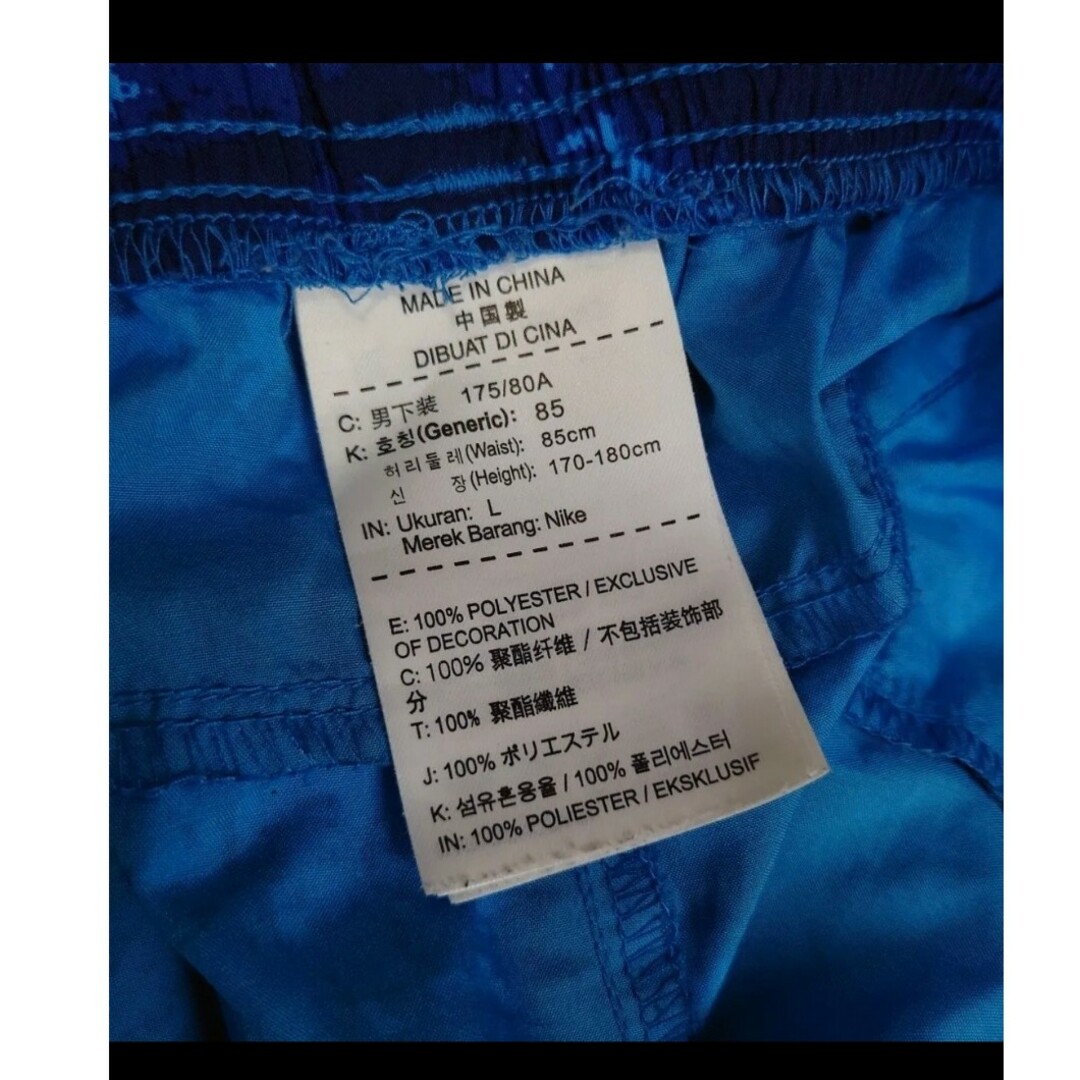 MADE IN CHINA
中国製
DIBUAT DI CINA
C: 男下装 175/80A
K: 호칭(Generic): 85
허리둘레(Waist): 85cm
신 장(Height): 170-180cm
IN: Ukuran: L
Merek Barang: Nike
E: 100% POLYESTER / EXCLUSIVE
OF DECORATION
C: 100% 聚酯纤维 / 不包括装饰部
分
T: 100% 聚酯纖維
J: 100% ポリエステル
K: 섬유혼용율 / 100% 폴리에스터
IN: 100% POLIESTER / EKSKLUSIF